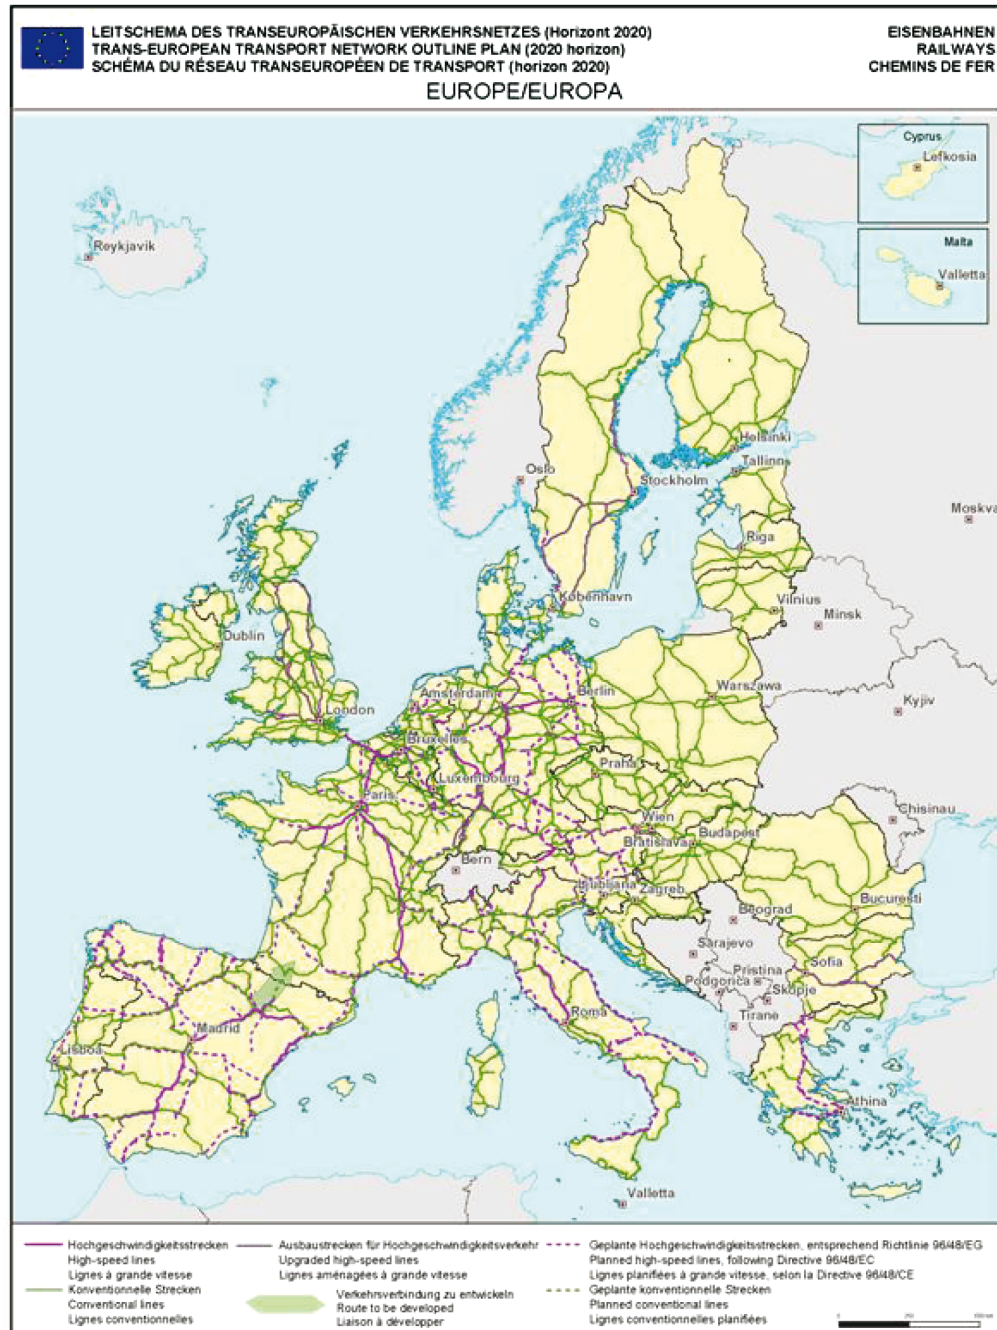 LEITSCHEMA DES TRANSEUROPÄISCHEN VERKEHRSNETZES (Horizont 2020)
TRANS-EUROPEAN TRANSPORT NETWORK OUTLINE PLAN (2020 horizon)
SCHÉMA DU RÉSEAU TRANSEUROPÉEN DE TRANSPORT (horizon 2020)
EISENBAHNEN
RAILWAYS
CHEMINS DE FER
EUROPE/EUROPA
Cyprus
Lefkosia
Malta
Valletta
Reykjavik
Helsinki
Oslo
Tallinn
Stockholm
Moskva
Riga
København
Vilnius
Minsk
Dublin
Amsterdam
Berlin
Warszawa
London
Kyjiv
Bruxelles
Praha
Luxembourg
Paris
Chisinau
Wien
Bratislava
Budapest
Bern
Ljubljana
Zagreb
Bucuresti
Beograd
Sarajevo
Sofia
Pristina
Podgorica
Skopje
Tirane
Roma
Madrid
Lisboa
Athina
Valletta
Hochgeschwindigkeitsstrecken
High-speed lines
Lignes à grande vitesse
Konventionelle Strecken
Conventional lines
Lignes conventionnelles
Ausbaustrecken für Hochgeschwindigkeitsverkehr
Upgraded high-speed lines
Lignes aménagées à grande vitesse
Verkehrsverbindung zu entwickeln
Route to be developed
Liaison à développer
Geplante Hochgeschwindigkeitsstrecken, entsprechend Richtlinie 96/48/EG
Planned high-speed lines, following Directive 96/48/EC
Lignes planifiées à grande vitesse, selon la Directive 96/48/CE
Geplante konventionelle Strecken
Planned conventional lines
Lignes conventionnelles planifiées